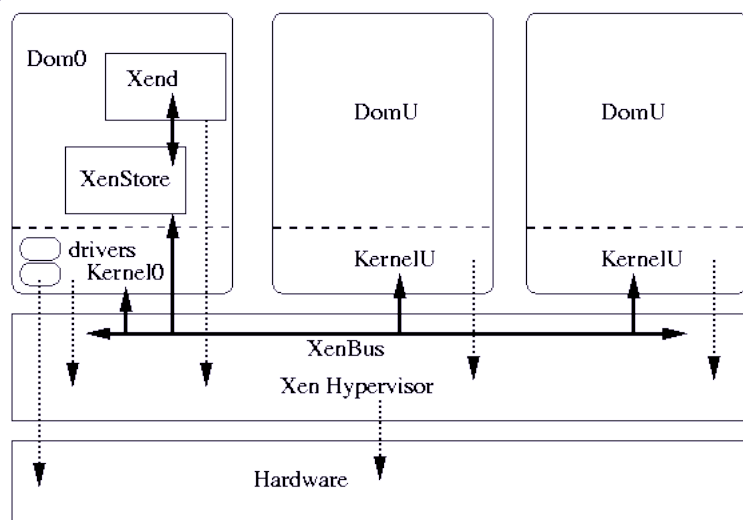 Dom0
Xend
XenStore
drivers
Kernel0
DomU
KernelU
DomU
KernelU
XenBus
Xen Hypervisor
Hardware